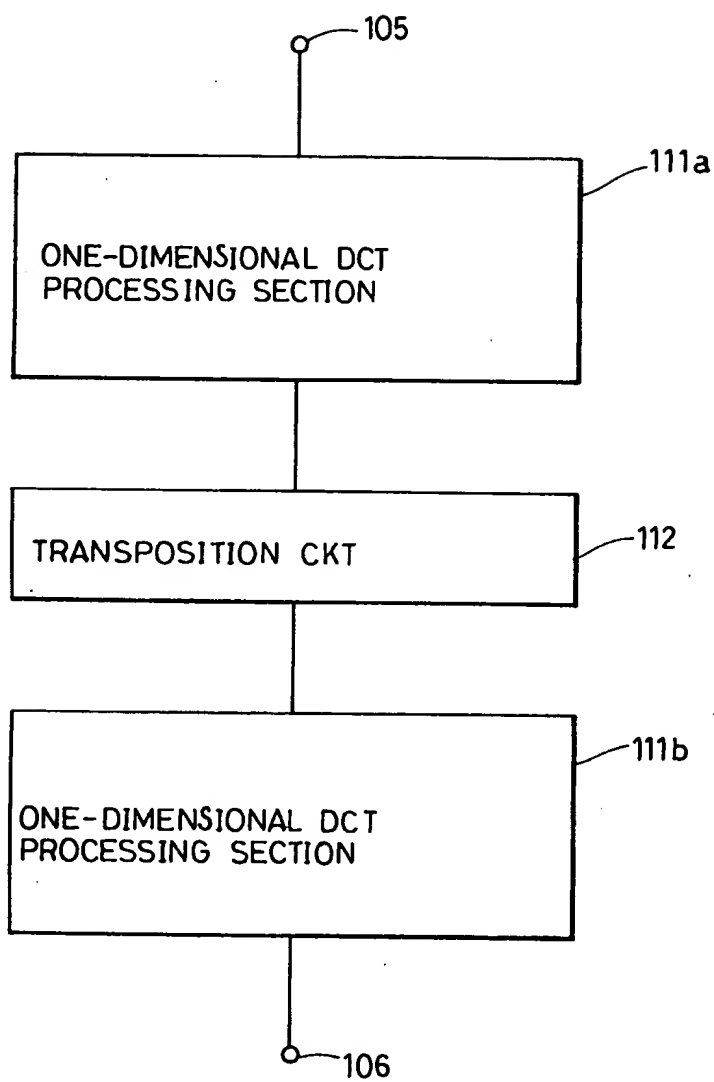 105
111a
ONE-DIMENSIONAL DCT
PROCESSING SECTION
TRANSPOSITION CKT
112
111b
ONE-DIMENSIONAL DCT
PROCESSING SECTION
106